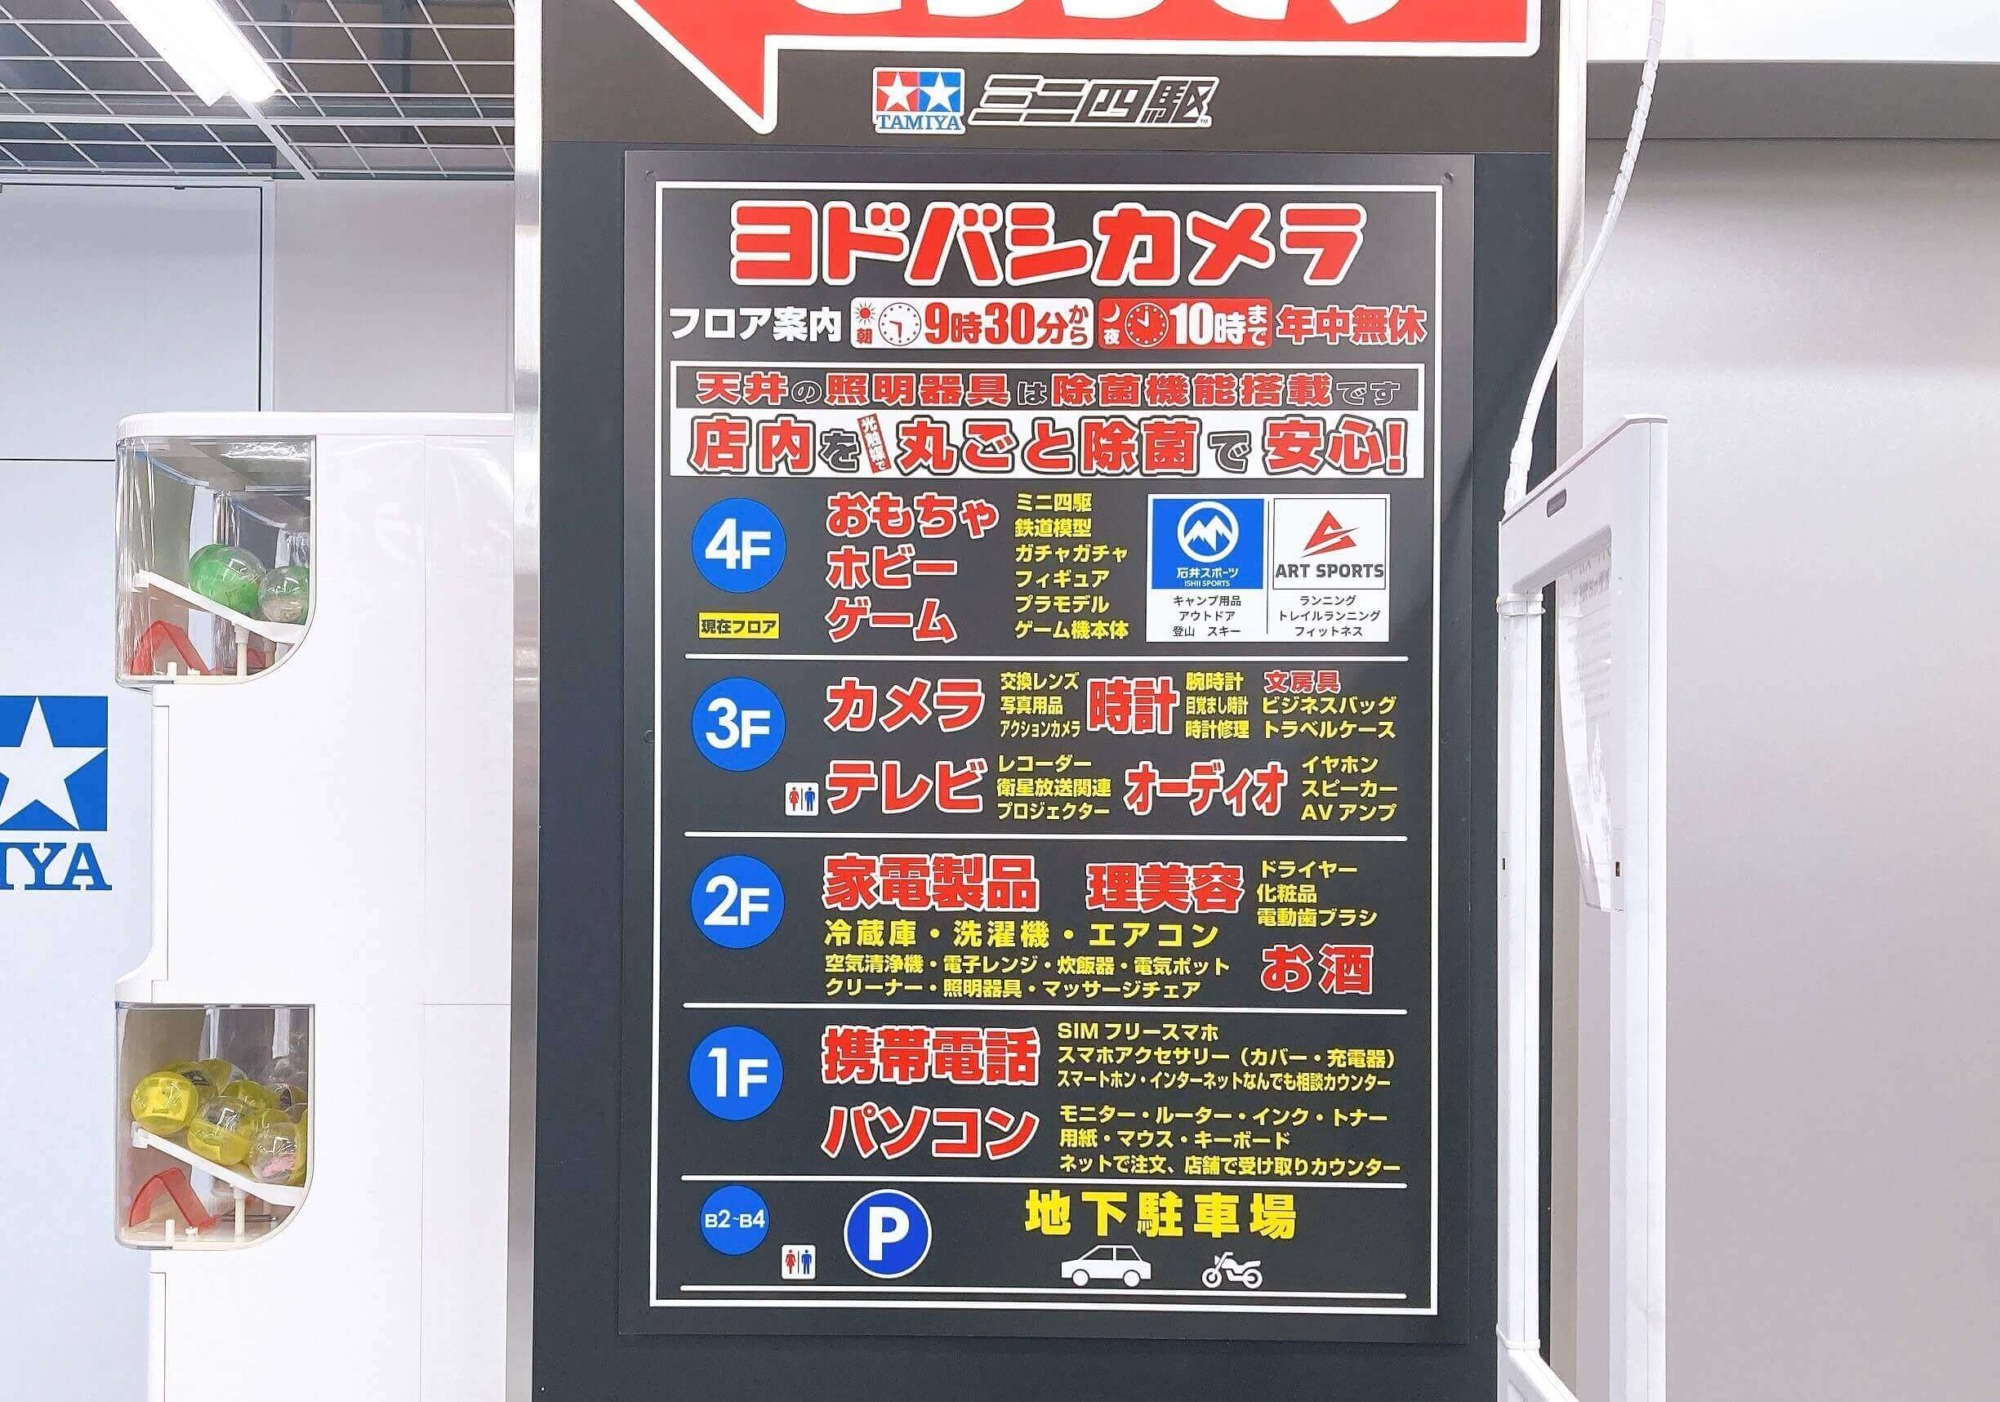 TAMIYA ミニ四駆
ヨドバシカメラ
フロア案内 朝 9時30分から 夜 10時まで 年中無休
天井の照明器具は除菌機能搭載です
店内を光触媒で丸ごと除菌で安心!
4F
現在フロア
おもちゃ
ホビー
ゲーム
ミニ四駆
鉄道模型
ガチャガチャ
フィギュア
プラモデル
ゲーム機本体
石井スポーツ
ISHII SPORTS
キャンプ用品
アウトドア
登山 スキー
ART SPORTS
ランニング
トレイルランニング
フィットネス
3F
カメラ
交換レンズ
写真用品
アクションカメラ
時計
腕時計
目覚まし時計
時計修理
文房具
ビジネスバッグ
トラベルケース
テレビ
レコーダー
衛星放送関連
プロジェクター
オーディオ
イヤホン
スピーカー
AVアンプ
2F
家電製品
冷蔵庫・洗濯機・エアコン
空気清浄機・電子レンジ・炊飯器・電気ポット
クリーナー・照明器具・マッサージチェア
理美容
ドライヤー
化粧品
電動歯ブラシ
お酒
1F
携帯電話
SIMフリースマホ
スマホアクセサリー（カバー・充電器）
スマートホン・インターネットなんでも相談カウンター
パソコン
モニター・ルーター・インク・トナー
用紙・マウス・キーボード
ネットで注文、店舗で受け取りカウンター
B2~B4
P
地下駐車場
IYA